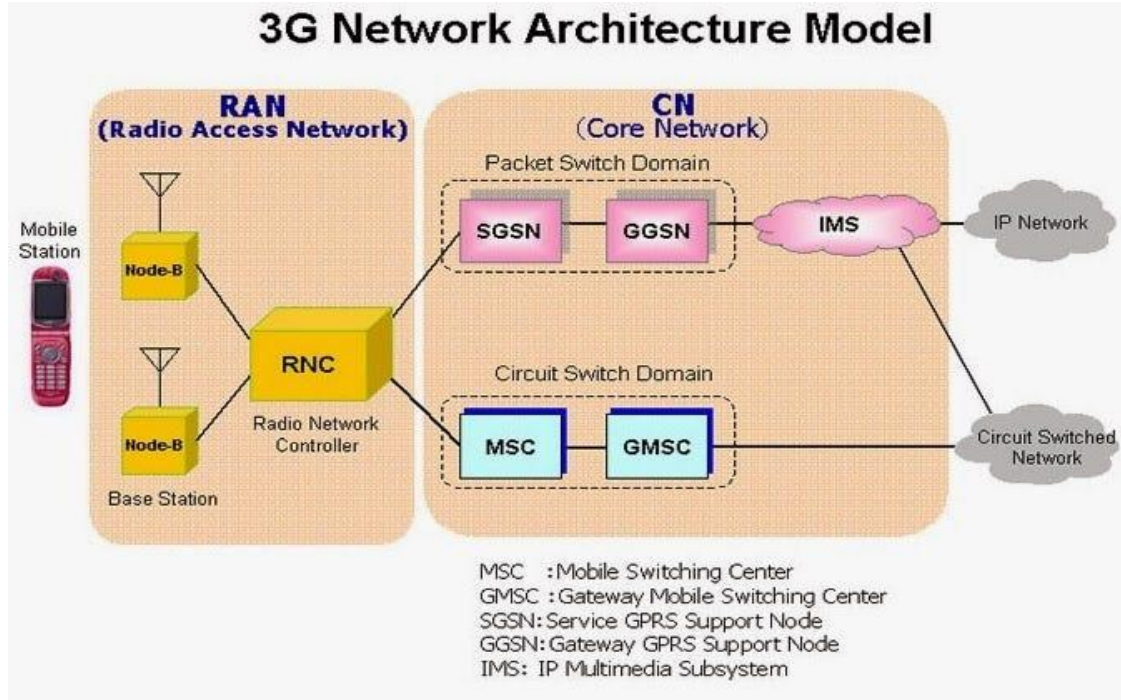 3G Network Architecture Model
RAN
(Radio Access Network)
CN
(Core Network)
Packet Switch Domain
Mobile
Station
Node-B
SGSN
GGSN
IMS
IP Network
RNC
Radio Network
Controller
Circuit Switch Domain
Node-B
Base Station
MSC
GMSC
Circuit Switched
Network
MSC :Mobile Switching Center
GMSC :Gateway Mobile Switching Center
SGSN:Service GPRS Support Node
GGSN:Gateway GPRS Support Node
IMS: IP Multimedia Subsystem